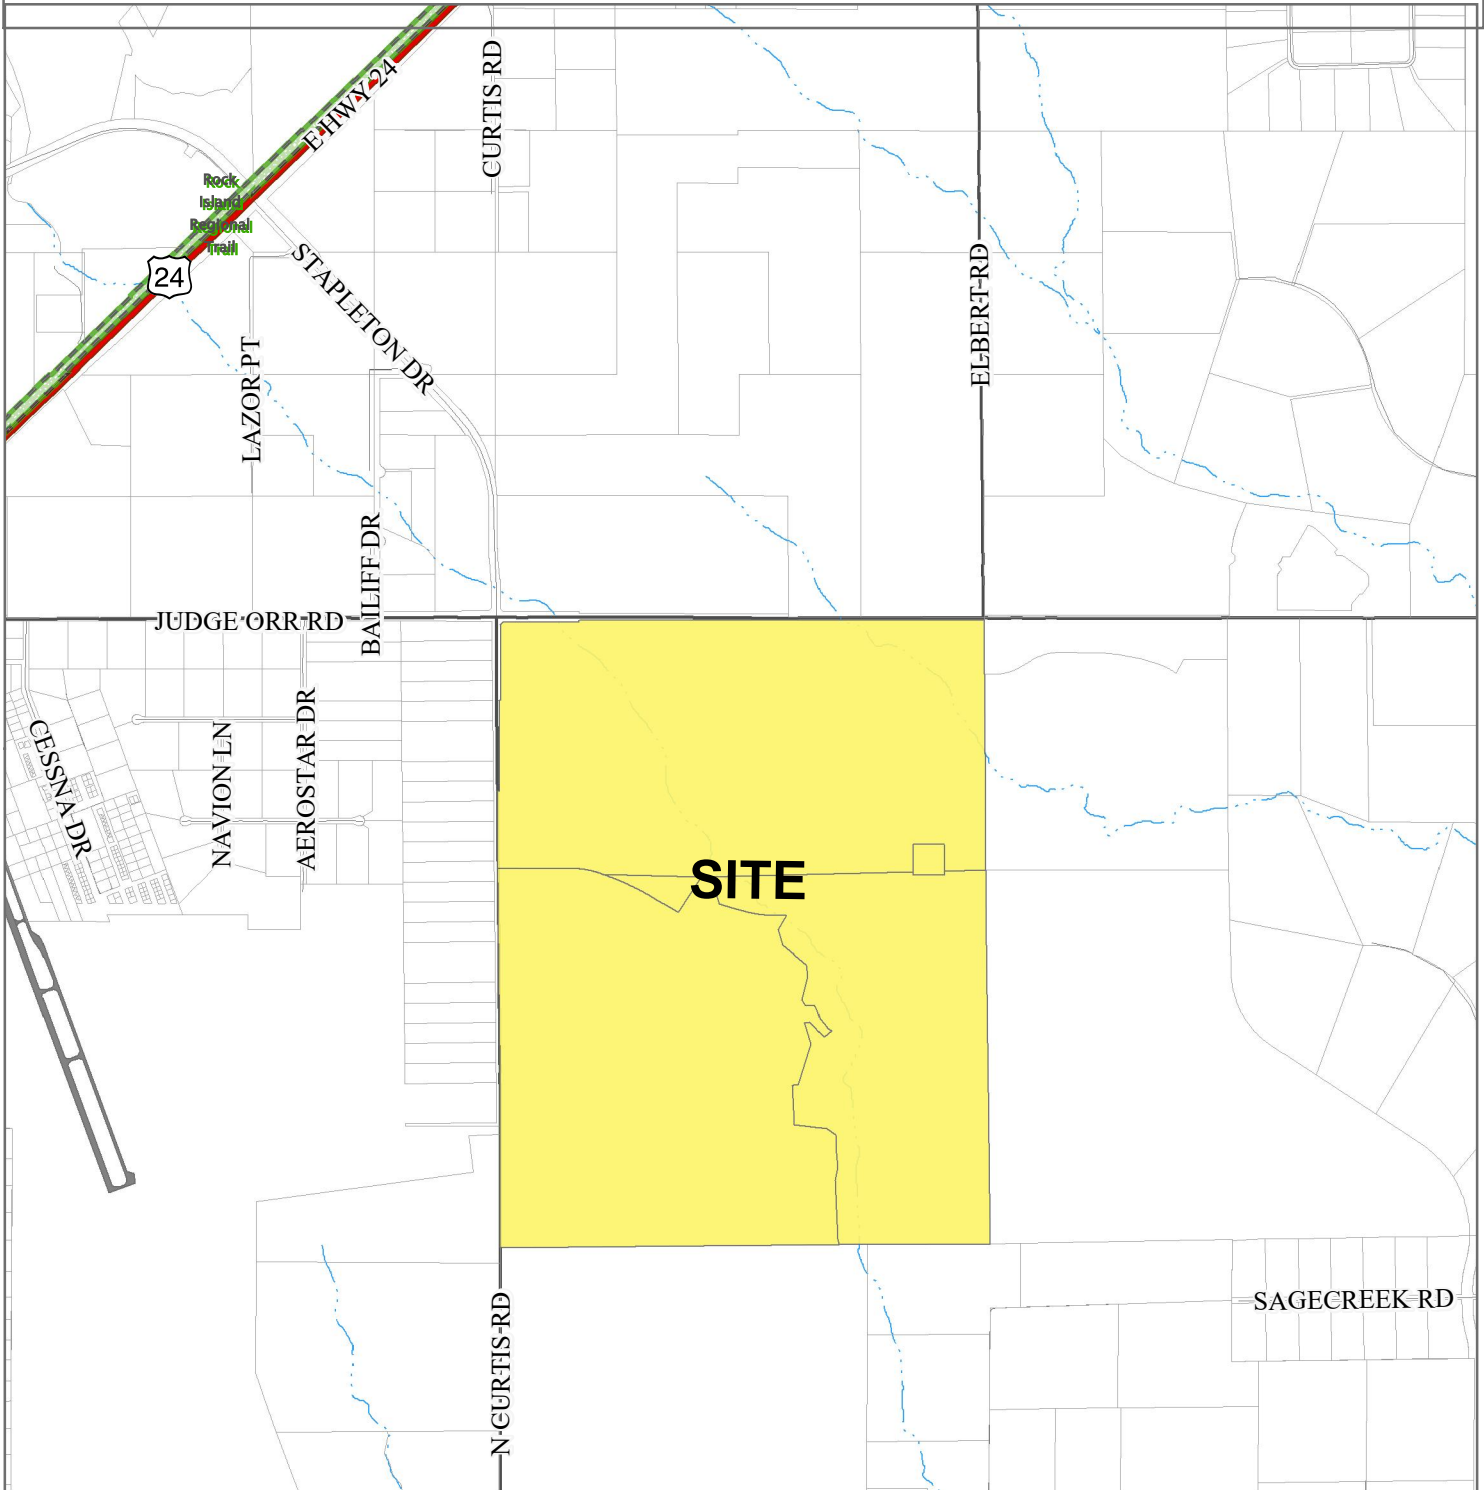 E HWY 24
CURTIS RD
Rock
Island
Regional
Trail
24
STAPLETON DR
ELBERT RD
LAZOR PT
BAILIFF DR
JUDGE ORR RD
CESSNA DR
NAVION LN
AEROSTAR DR
SITE
SAGECREEK RD
N CURTIS RD